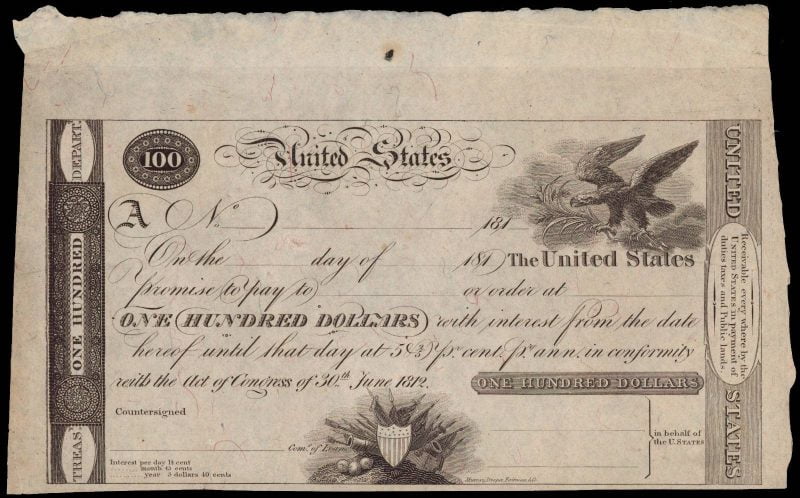 DEPART.
100
United States
UNITED
A No. 181
On the day of 181 The United States
Promise to pay to or order at
ONE HUNDRED DOLLARS with interest from the date
hereof until that day at 5⅖ pr. cent. pr. ann. in conformity
with the Act of Congress of 30th June 1812.
ONE HUNDRED DOLLARS
ONE HUNDRED
Receivable every where by the
UNITED STATES in payment of
duties taxes and Public lands.
Countersigned
in behalf of
the U. STATES
Com. of Loans
TREAS.
STATES
Interest per day 1½ cent
month 45 cents
year 5 dollars 40 cents
Murray, Draper, Fairman & Co.